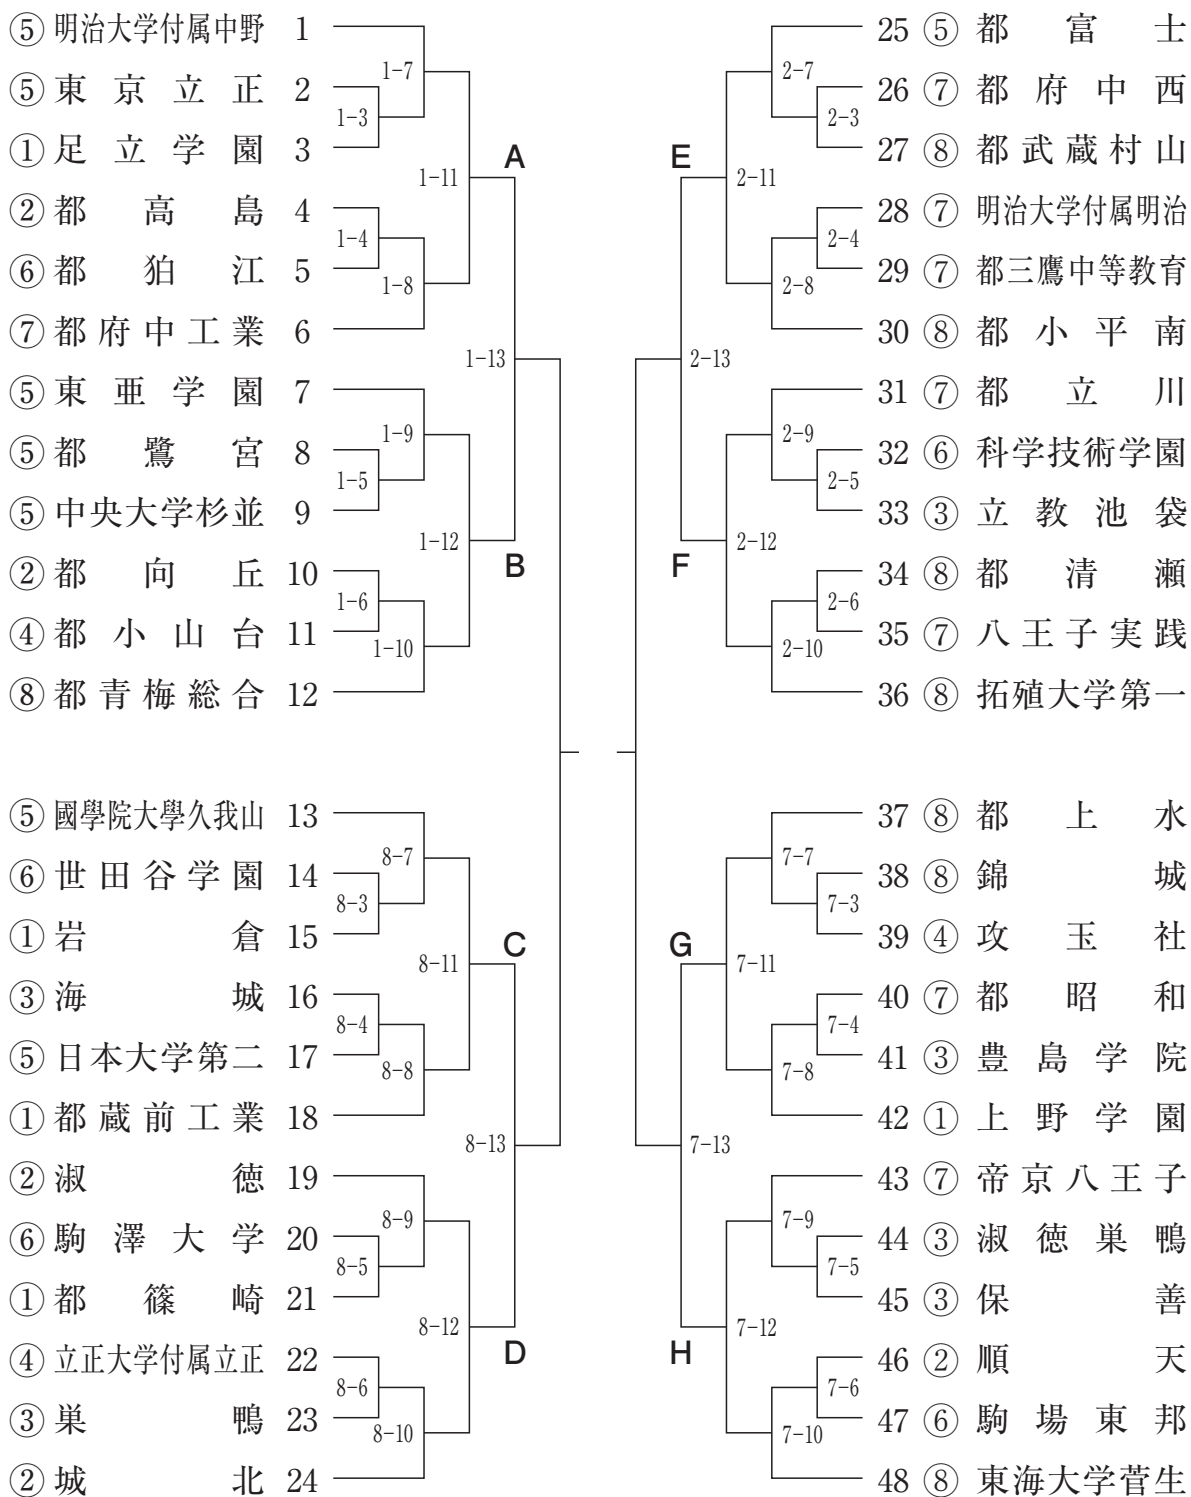 ⑤ 明治大学付属中野 1
⑤ 東京立正 2
① 足立学園 3
② 都高島 4
⑥ 都狛江 5
⑦ 都府中工業 6
⑤ 東亜学園 7
⑤ 都鷺宮 8
⑤ 中央大学杉並 9
② 都向丘 10
④ 都小山台 11
⑧ 都青梅総合 12
1-7
1-3
1-11
A
1-4
1-8
1-13
1-9
1-5
1-12
B
1-6
1-10
⑤ 國學院大學久我山 13
⑥ 世田谷学園 14
① 岩倉 15
③ 海城 16
⑤ 日本大学第二 17
① 都蔵前工業 18
② 淑徳 19
⑥ 駒澤大学 20
① 都篠崎 21
④ 立正大学付属立正 22
③ 巣鴨 23
② 城北 24
8-7
8-3
8-11
C
8-4
8-8
8-13
8-9
8-5
8-12
D
8-6
8-10
25 ⑤ 都富士
26 ⑦ 都府中西
27 ⑧ 都武蔵村山
28 ⑦ 明治大学付属明治
29 ⑦ 都三鷹中等教育
30 ⑧ 都小平南
31 ⑦ 都立川
32 ⑥ 科学技術学園
33 ③ 立教池袋
34 ⑧ 都清瀬
35 ⑦ 八王子実践
36 ⑧ 拓殖大学第一
2-7
2-3
E
2-11
2-4
2-8
2-13
2-9
2-5
F
2-12
2-6
2-10
37 ⑧ 都上水
38 ⑧ 錦城
39 ④ 攻玉社
40 ⑦ 都昭和
41 ③ 豊島学院
42 ① 上野学園
43 ⑦ 帝京八王子
44 ③ 淑徳巣鴨
45 ③ 保善
46 ② 順天
47 ⑥ 駒場東邦
48 ⑧ 東海大学菅生
7-7
7-3
G
7-11
7-4
7-8
7-13
7-9
7-5
7-12
H
7-6
7-10